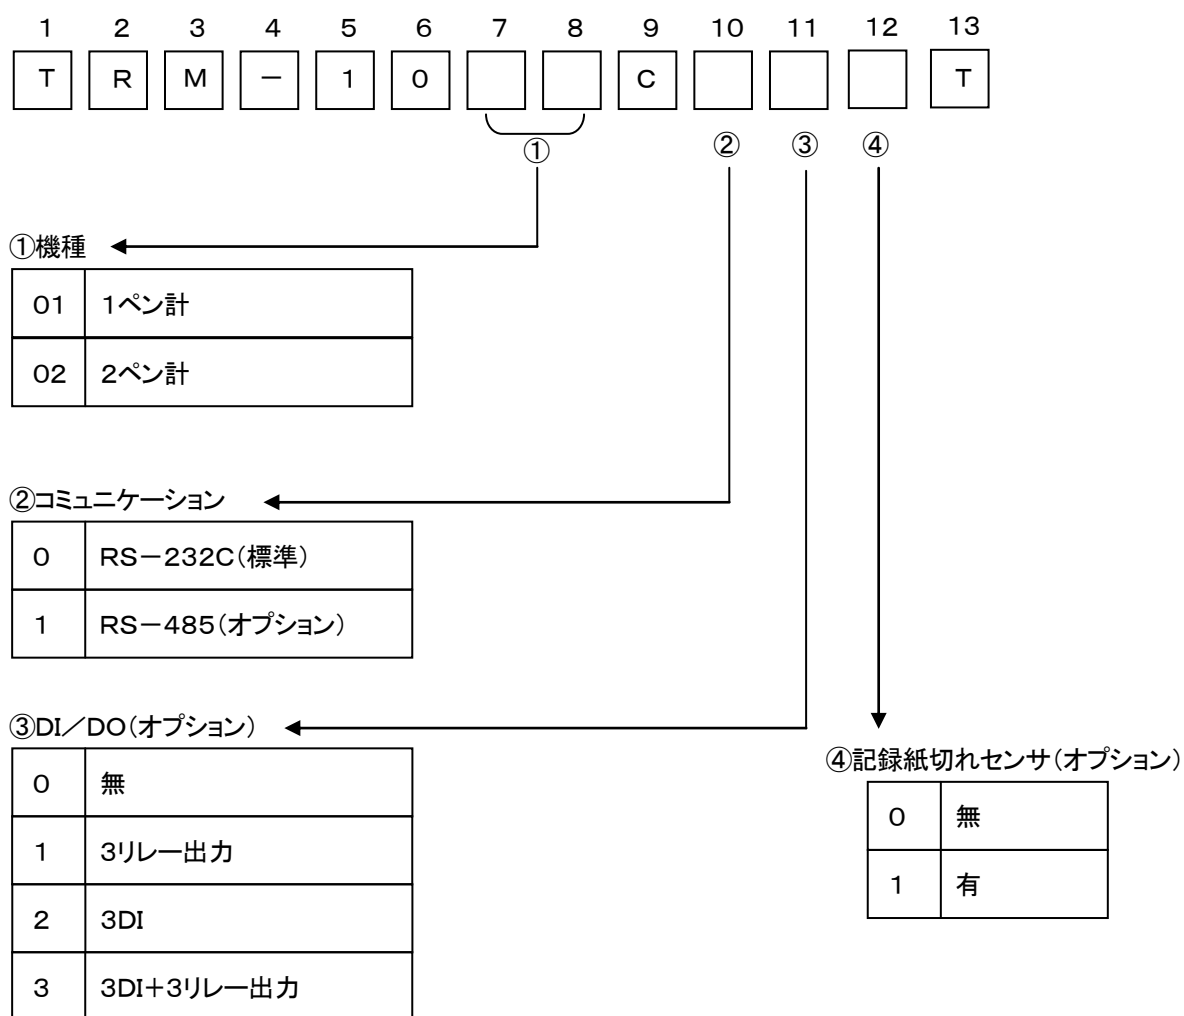 1 2 3 4 5 6 7 8 9 10 11 12 13
T R M － 1 0 C T
① ② ③ ④
①機種
01 1ペン計
02 2ペン計
②コミュニケーション
0 RS－232C（標準）
1 RS－485（オプション）
③DI／DO（オプション）
0 無
1 3リレー出力
2 3DI
3 3DI＋3リレー出力
④記録紙切れセンサ（オプション）
0 無
1 有